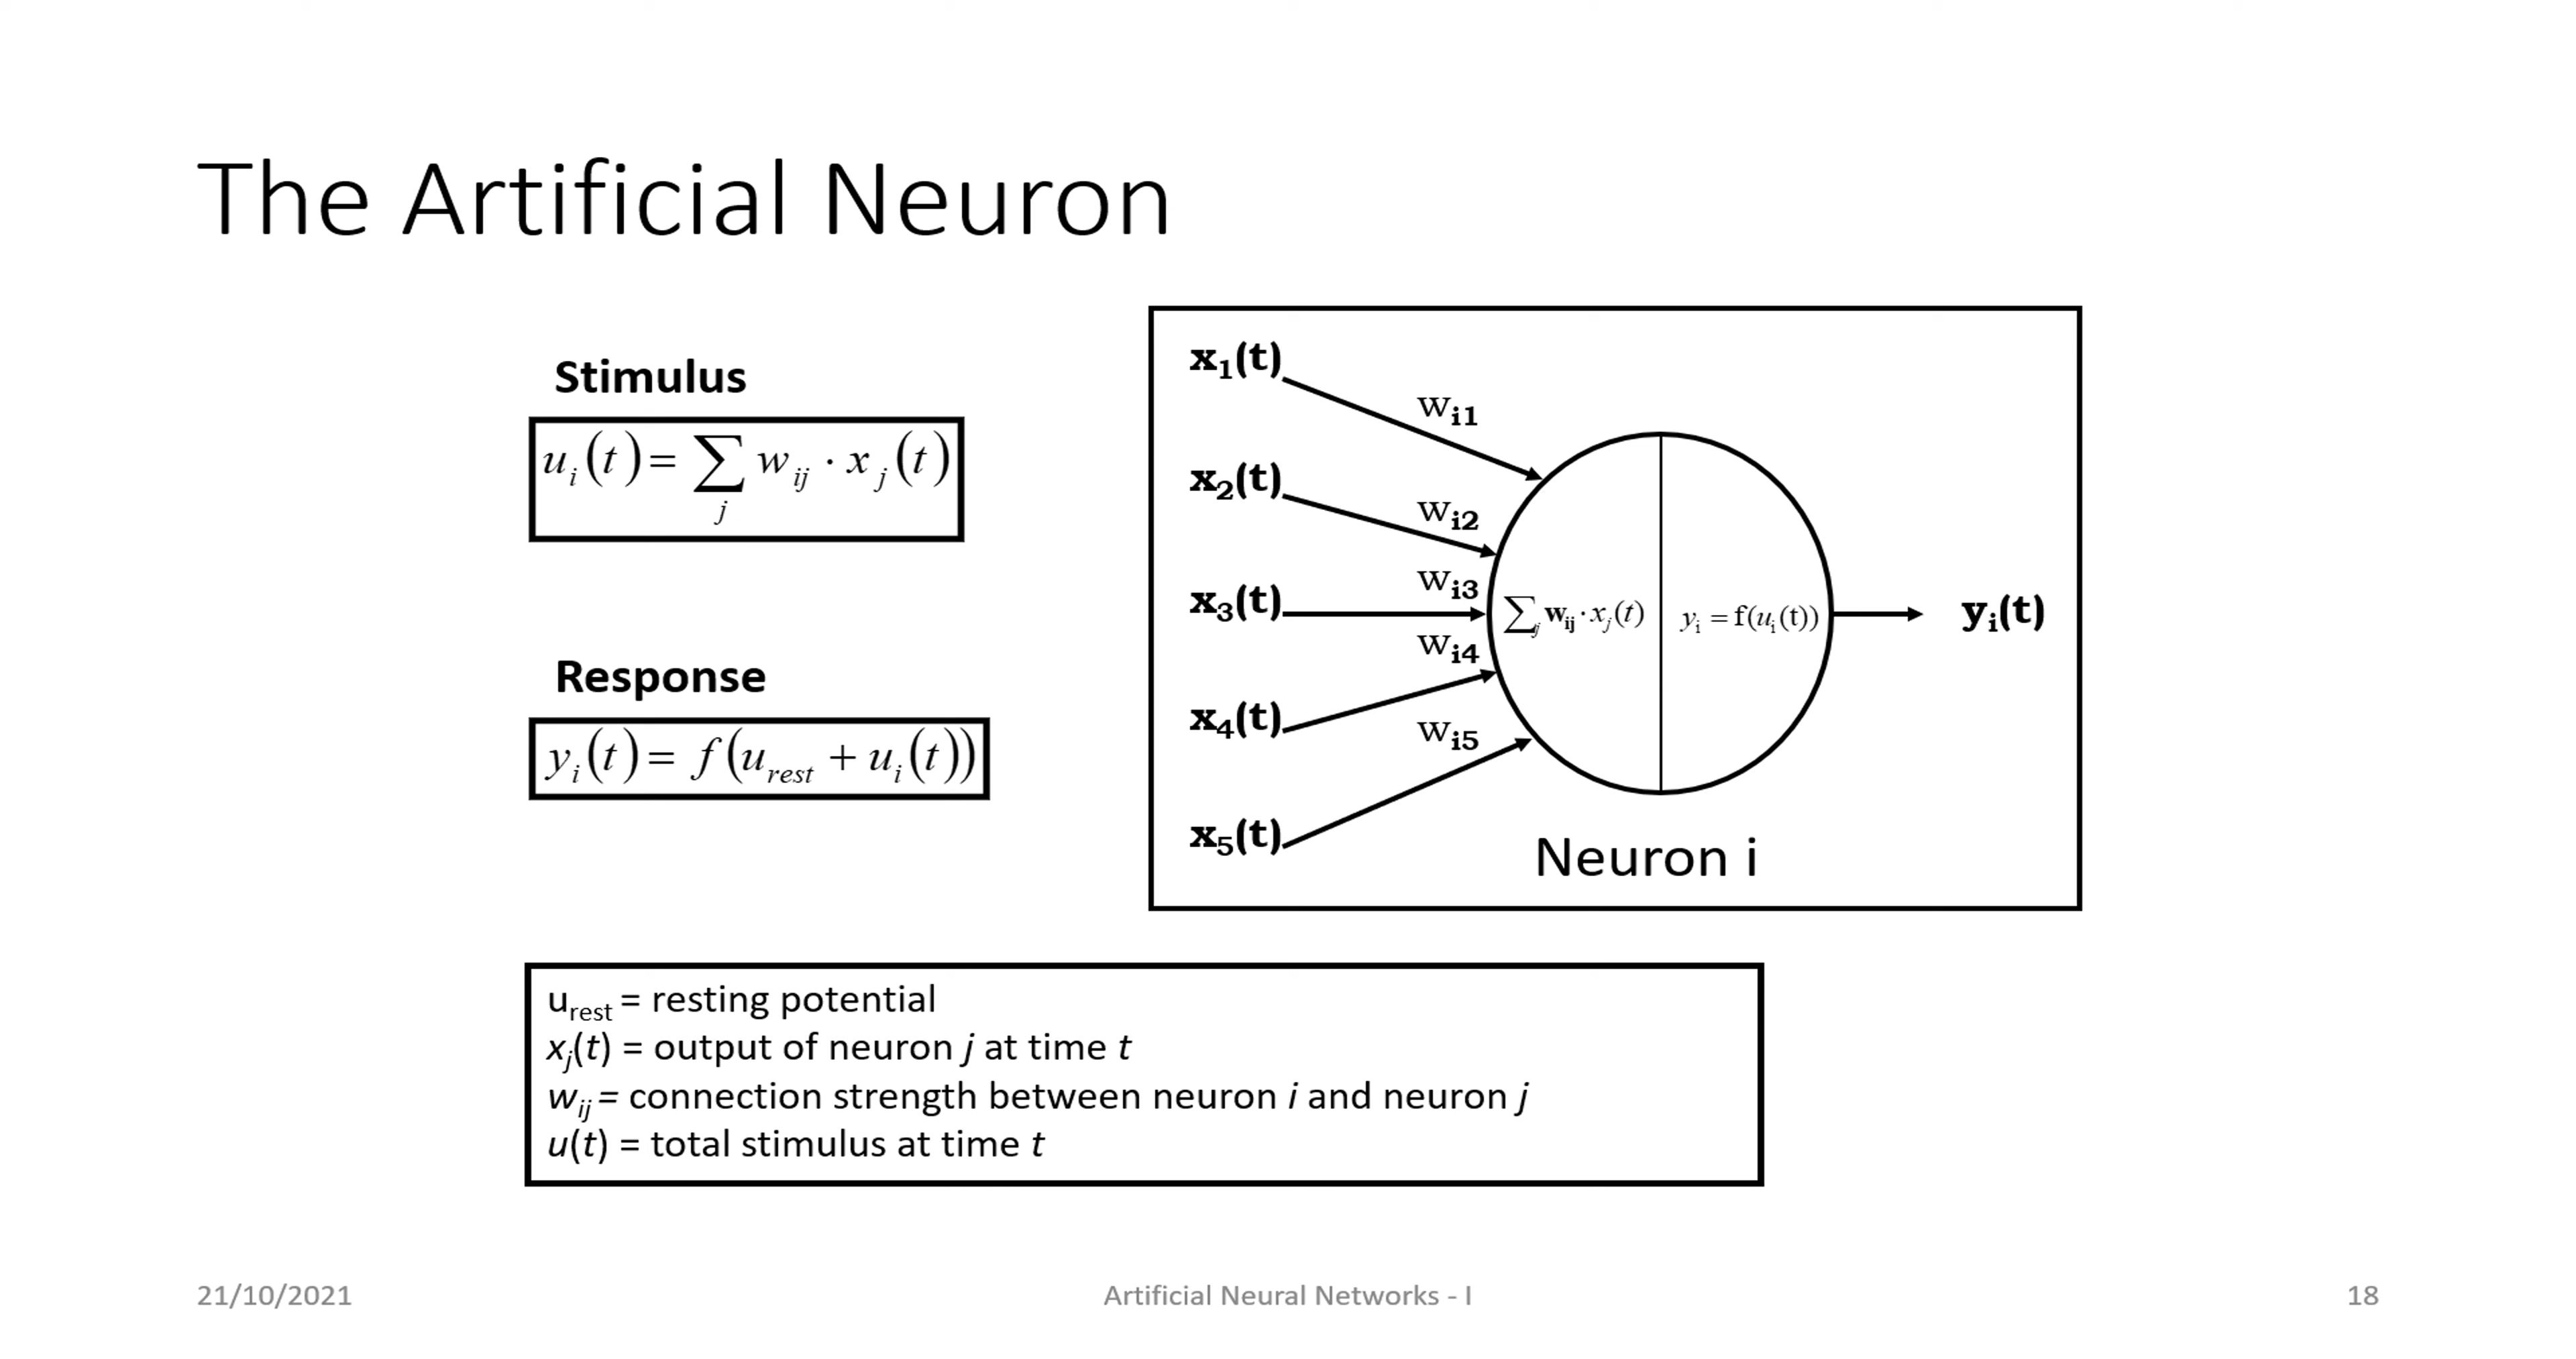 The Artificial Neuron
Stimulus
u_i(t) = ∑_j w_ij · x_j(t)
Response
y_i(t) = f(u_rest + u_i(t))
x₁(t)
w_i1
x₂(t)
w_i2
x₃(t)
w_i3
x₄(t)
w_i4
x₅(t)
w_i5
∑_j w_ij · x_j(t)
y_i = f(u_i(t))
y_i(t)
Neuron i
u_rest = resting potential
x_j(t) = output of neuron j at time t
w_ij = connection strength between neuron i and neuron j
u(t) = total stimulus at time t
21/10/2021
Artificial Neural Networks - I
18